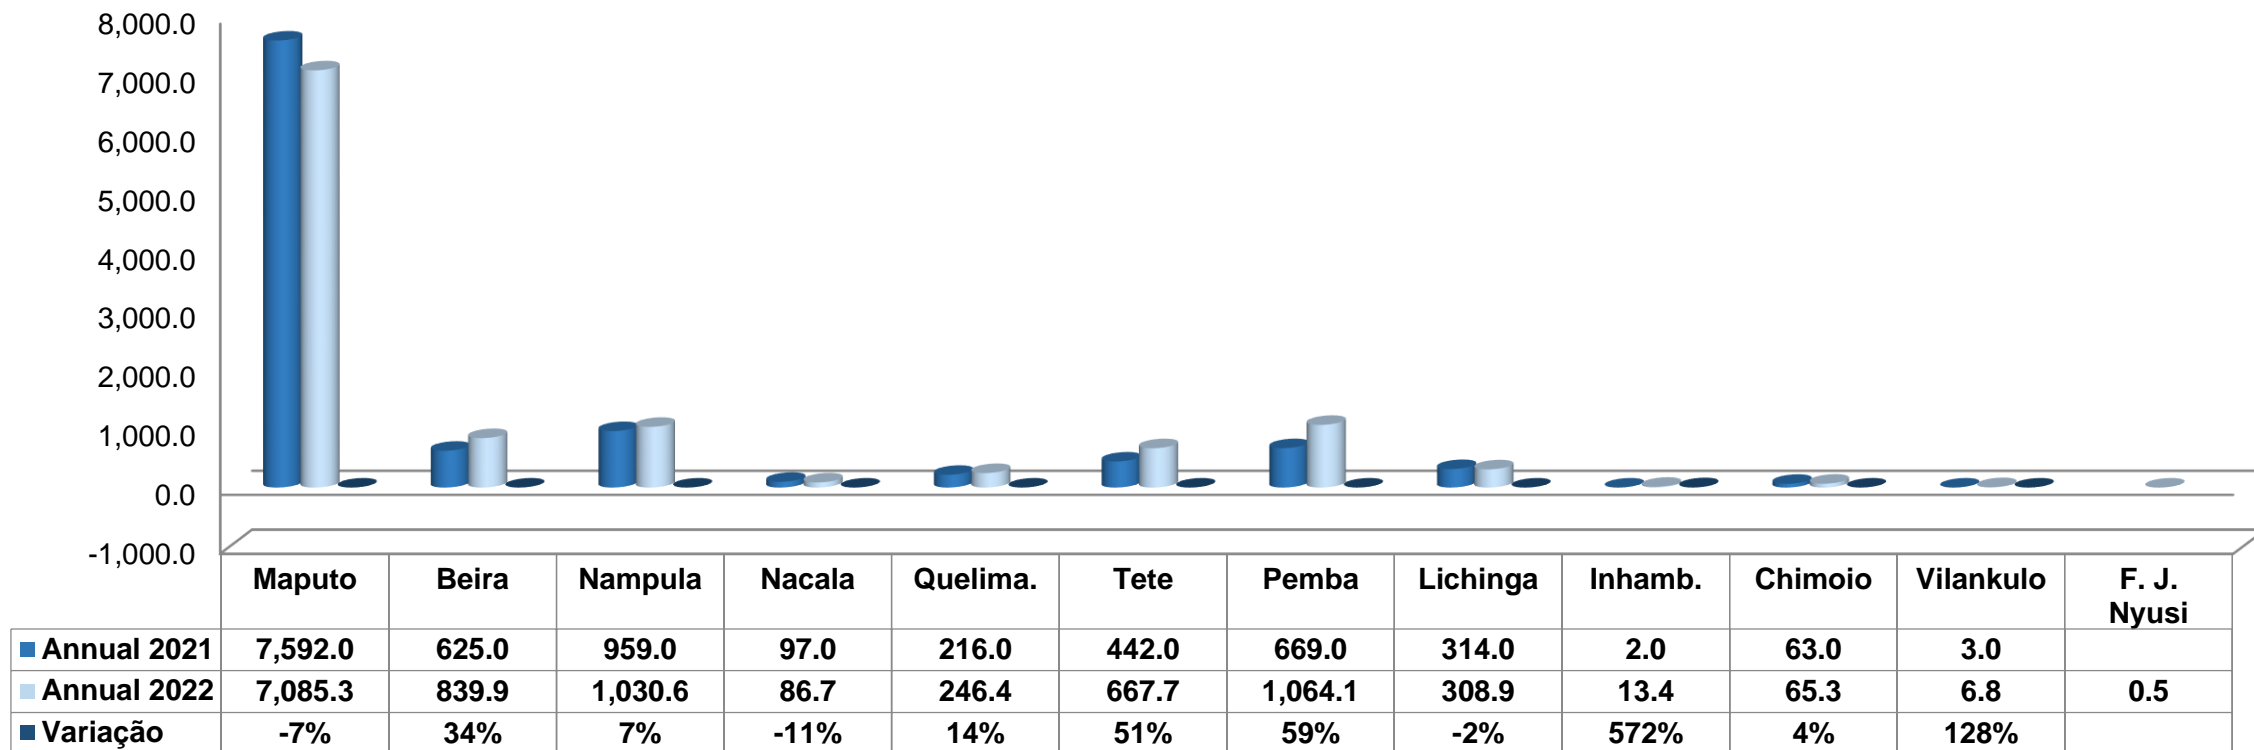 8,000.0
7,000.0
6,000.0
5,000.0
4,000.0
3,000.0
2,000.0
1,000.0
0.0
-1,000.0
Maputo Beira Nampula Nacala Quelima. Tete Pemba Lichinga Inhamb. Chimoio Vilankulo F. J.
Nyusi
Annual 2021 7,592.0 625.0 959.0 97.0 216.0 442.0 669.0 314.0 2.0 63.0 3.0
Annual 2022 7,085.3 839.9 1,030.6 86.7 246.4 667.7 1,064.1 308.9 13.4 65.3 6.8 0.5
Variação -7% 34% 7% -11% 14% 51% 59% -2% 572% 4% 128%